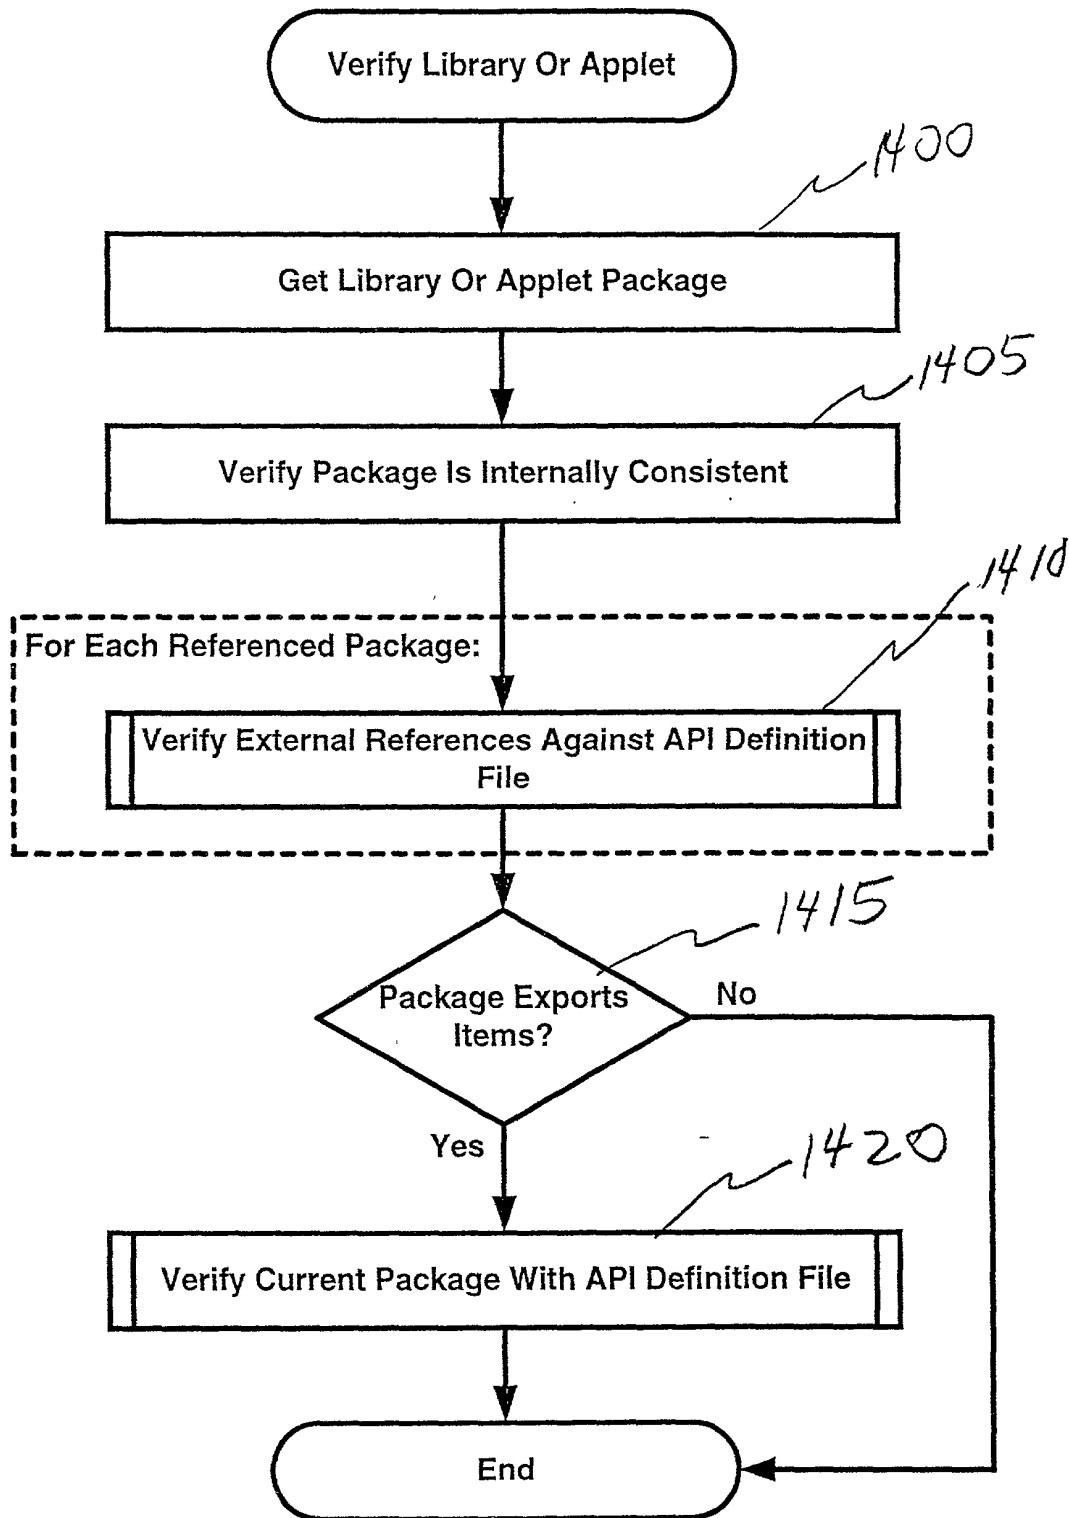 Verify Library Or Applet
1400
Get Library Or Applet Package
1405
Verify Package Is Internally Consistent
1410
For Each Referenced Package:
Verify External References Against API Definition
File
1415
Package Exports
Items?
No
Yes
1420
Verify Current Package With API Definition File
End